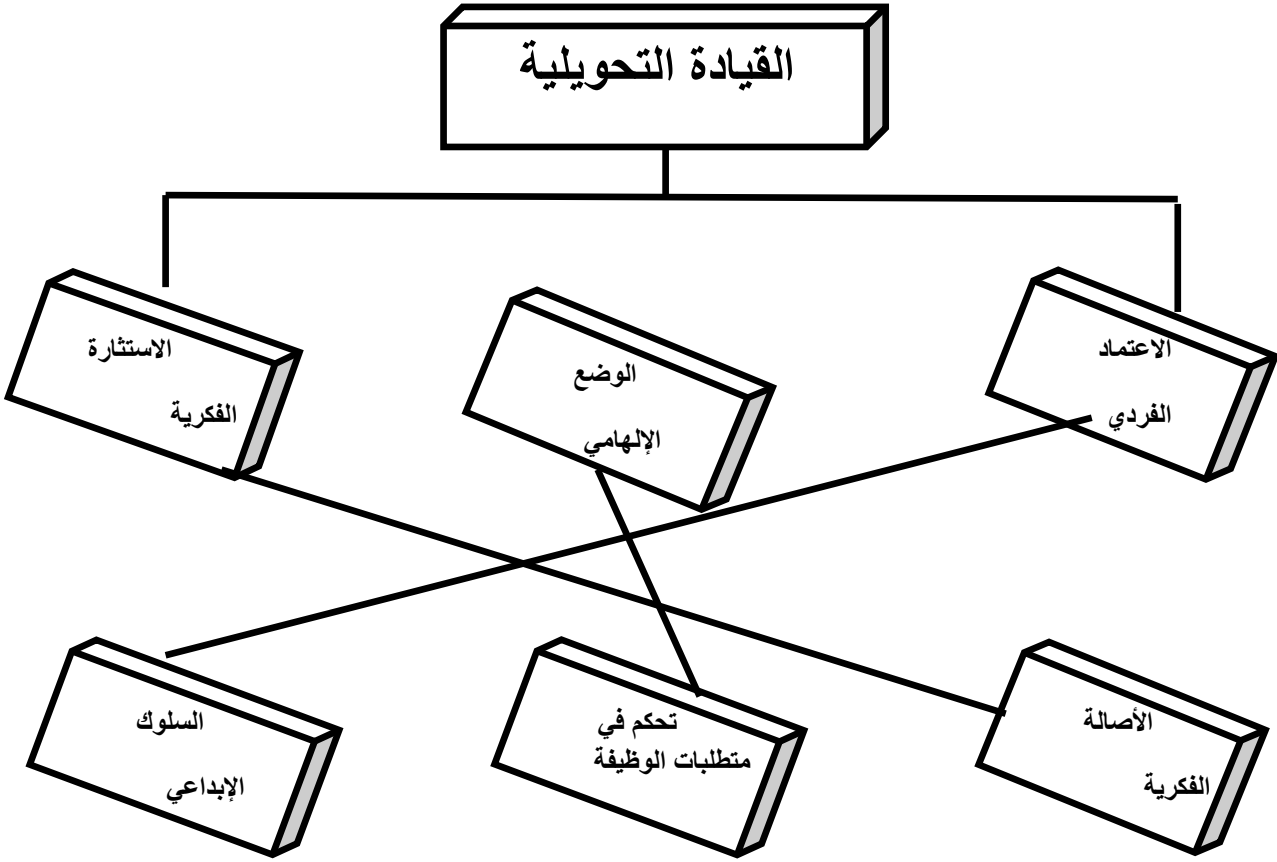 القيادة التحويلية
الاعتماد
الفردي
الوضع
الإلهامي
الاستثارة
الفكرية
الأصالة
الفكرية
تحكم في
متطلبات الوظيفة
السلوك
الإبداعي